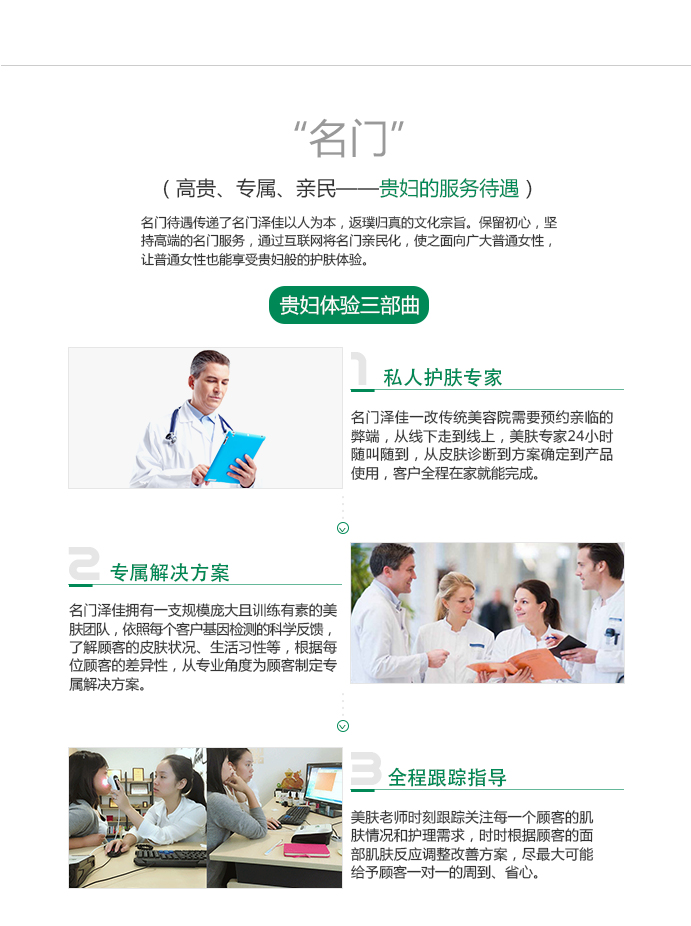 “名门”
（ 高贵、专属、亲民——贵妇的服务待遇 ）
名门待遇传递了名门泽佳以人为本，返璞归真的文化宗旨。保留初心，坚
持高端的名门服务，通过互联网将名门亲民化，使之面向广大普通女性，
让普通女性也能享受贵妇般的护肤体验。
贵妇体验三部曲
1 私人护肤专家
名门泽佳一改传统美容院需要预约亲临的
弊端，从线下走到线上，美肤专家24小时
随叫随到，从皮肤诊断到方案确定到产品
使用，客户全程在家就能完成。
2 专属解决方案
名门泽佳拥有一支规模庞大且训练有素的美
肤团队，依照每个客户基因检测的科学反馈，
了解顾客的皮肤状况、生活习性等，根据每
位顾客的差异性，从专业角度为顾客制定专
属解决方案。
3 全程跟踪指导
美肤老师时刻跟踪关注每一个顾客的肌
肤情况和护理需求，时时根据顾客的面
部肌肤反应调整改善方案，尽最大可能
给予顾客一对一的周到、省心。